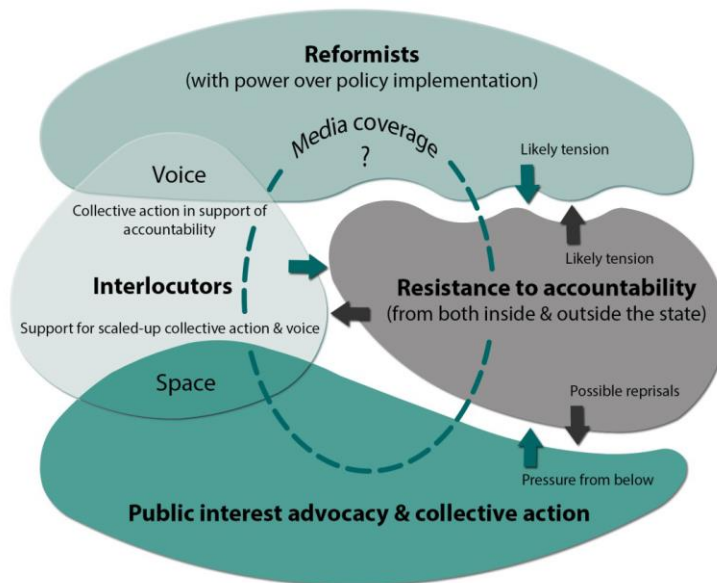 Reformists
(with power over policy implementation)
Media coverage
?
Likely tension
Voice
Collective action in support of
accountability
Likely tension
Interlocutors
Resistance to accountability
(from both inside & outside the state)
Support for scaled-up collective action & voice
Space
Possible reprisals
Pressure from below
Public interest advocacy & collective action